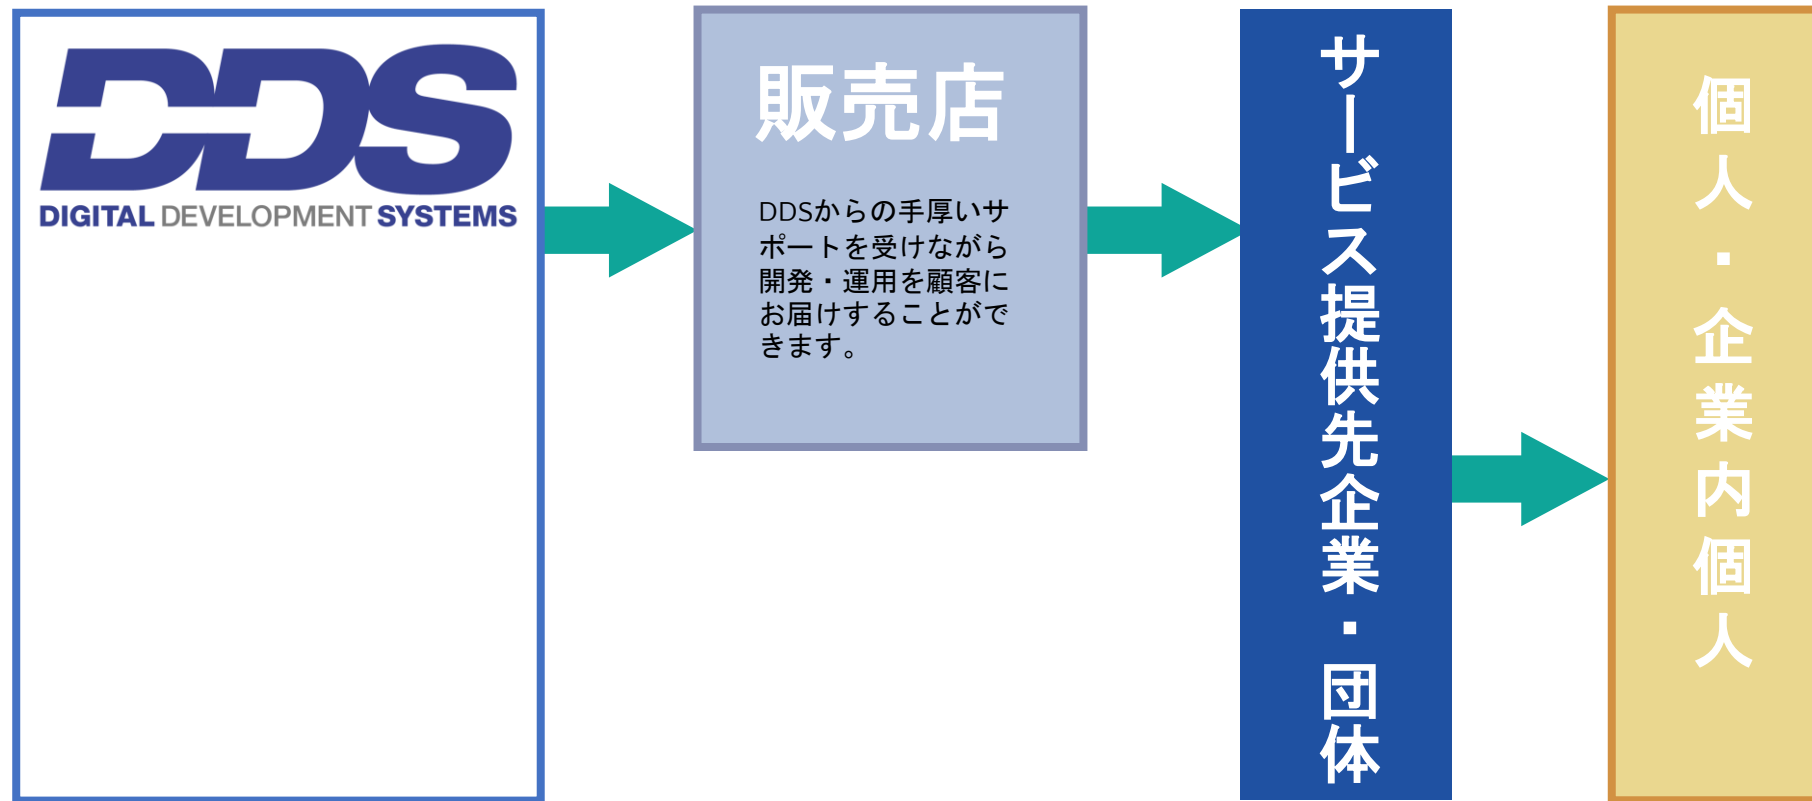 DDS
DIGITAL DEVELOPMENT SYSTEMS
販売店
DDSからの手厚いサ
ポートを受けながら
開発・運用を顧客に
お届けすることがで
きます。
サービス提供先企業・団体
個人・企業内個人